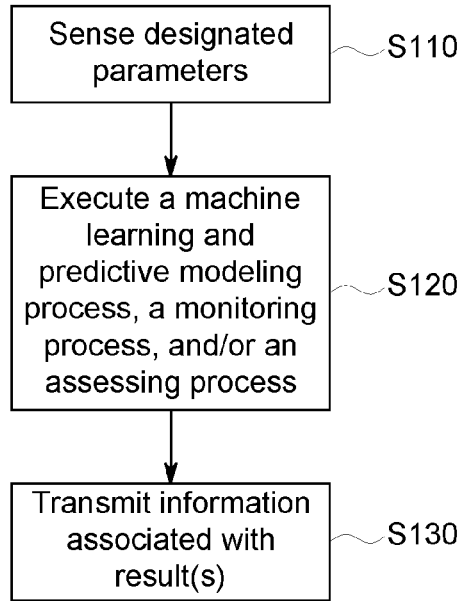 Sense designated
parameters
S110
Execute a machine
learning and
predictive modeling
process, a monitoring
process, and/or an
assessing process
S120
Transmit information
associated with
result(s)
S130